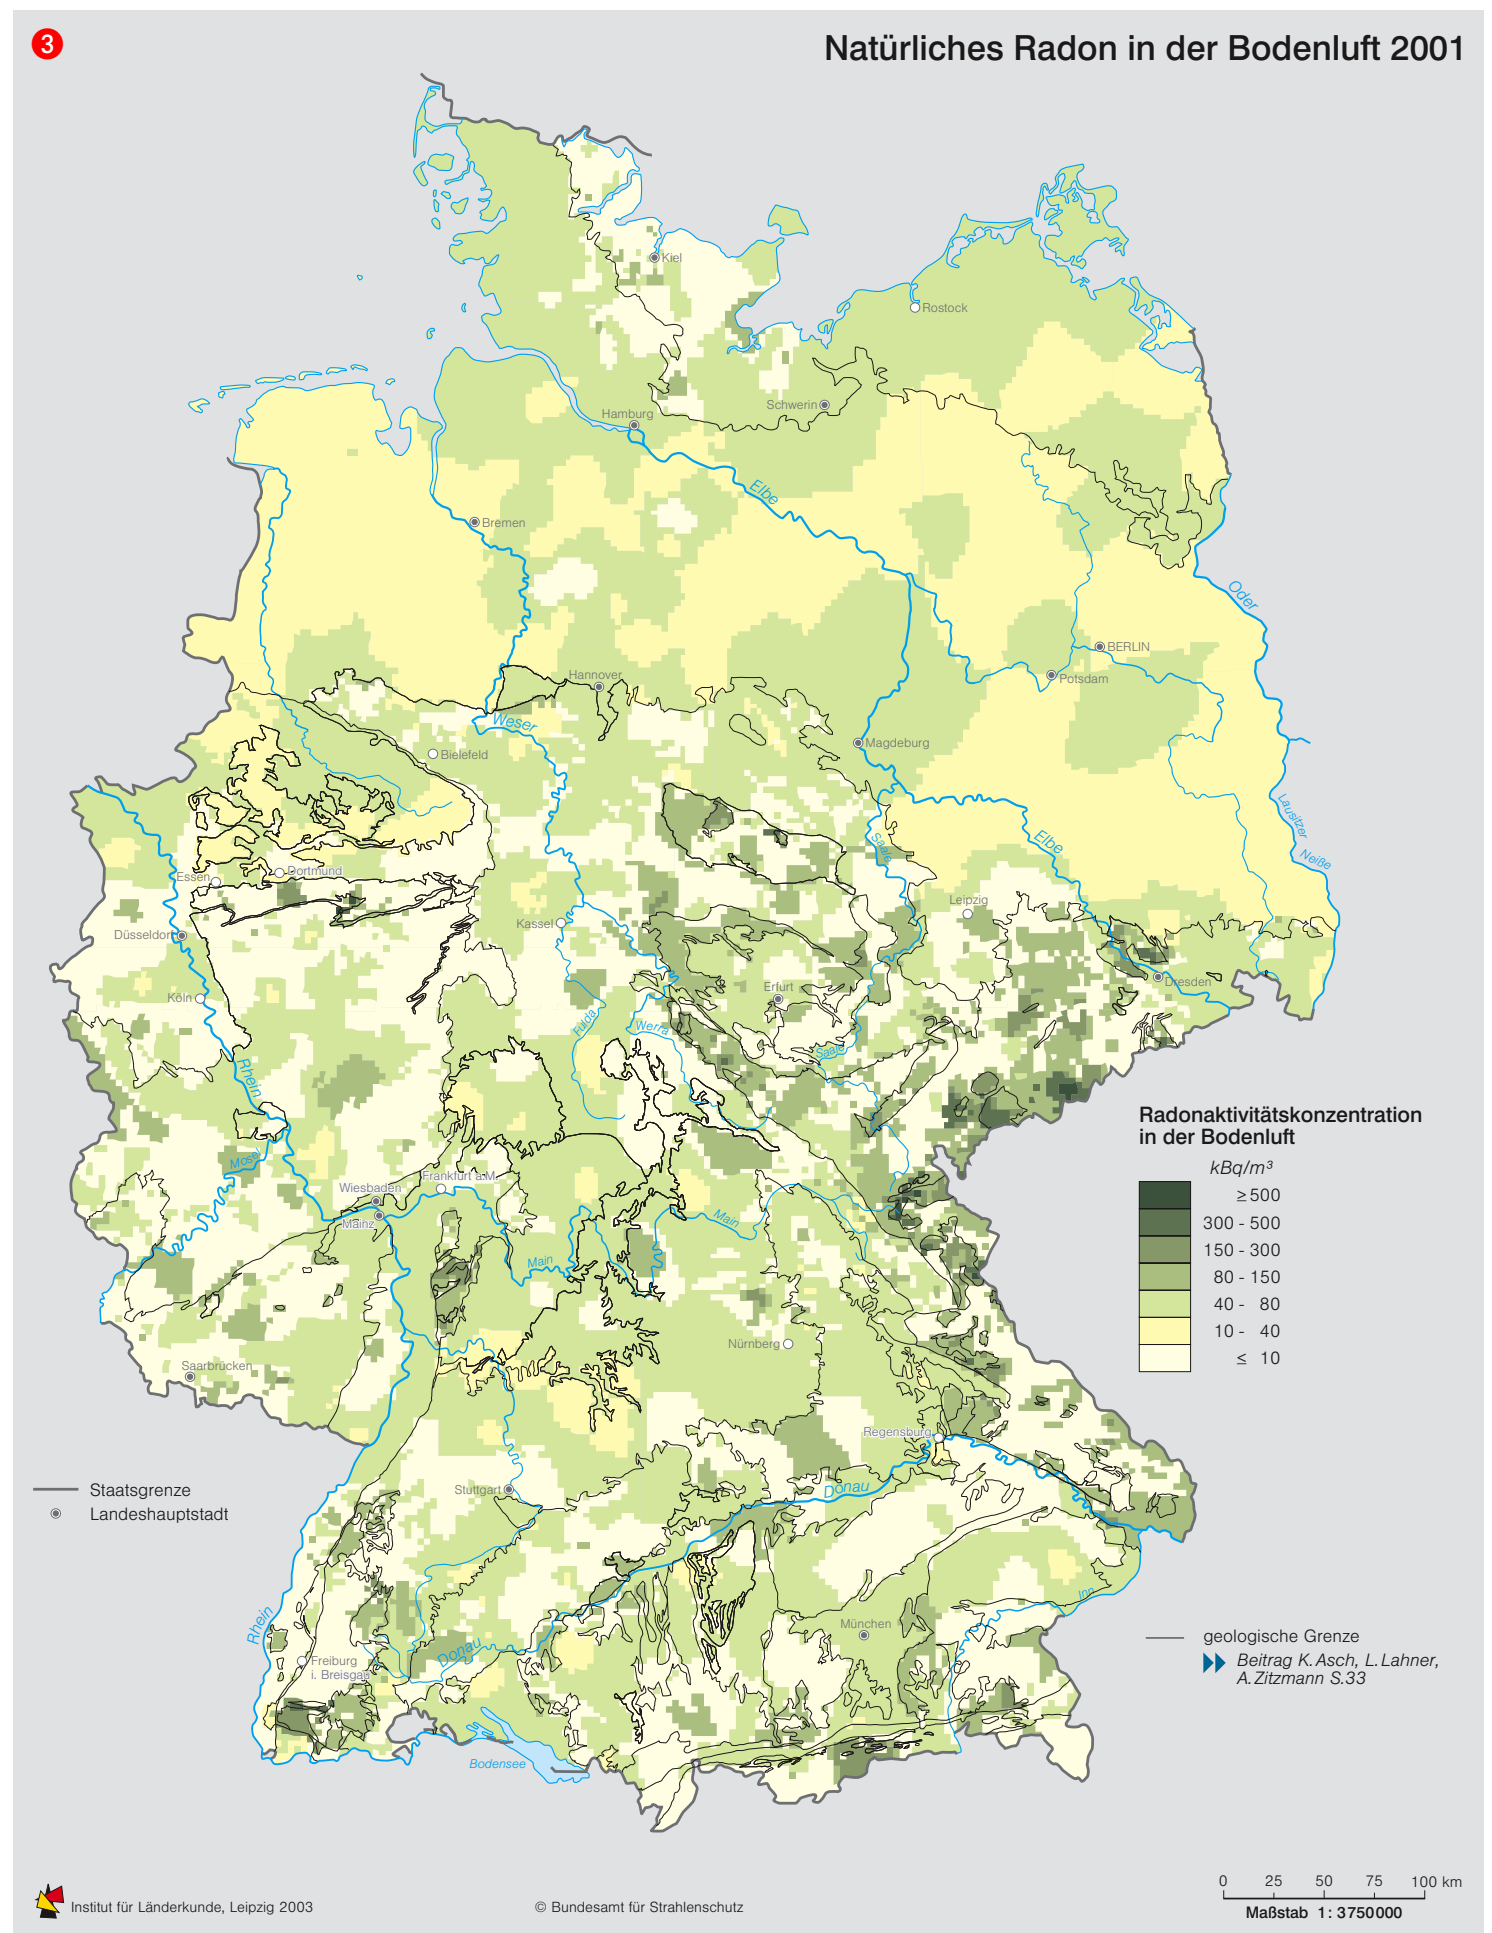 3
Natürliches Radon in der Bodenluft 2001
Kiel
Rostock
Schwerin
Hamburg
Elbe
Bremen
Oder
BERLIN
Hannover
Potsdam
Weser
Magdeburg
Bielefeld
Lausitzer
Neiße
Saale
Elbe
Essen
Dortmund
Leipzig
Kassel
Düsseldorf
Dresden
Erfurt
Köln
Fulda
Werra
Saale
Rhein
Radonaktivitätskonzentration
in der Bodenluft
kBq/m³
≥ 500
300 - 500
150 - 300
80 - 150
40 - 80
10 - 40
≤ 10
Mosel
Frankfurt a.M.
Wiesbaden
Mainz
Main
Main
Nürnberg
Saarbrücken
Regensburg
Staatsgrenze
Landeshauptstadt
Stuttgart
Donau
Inn
Rhein
München
Donau
Freiburg
i. Breisgau
geologische Grenze
Beitrag K. Asch, L. Lahner,
A. Zitzmann S.33
Bodensee
0 25 50 75 100 km
Maßstab 1 : 3 750 000
Institut für Länderkunde, Leipzig 2003
© Bundesamt für Strahlenschutz